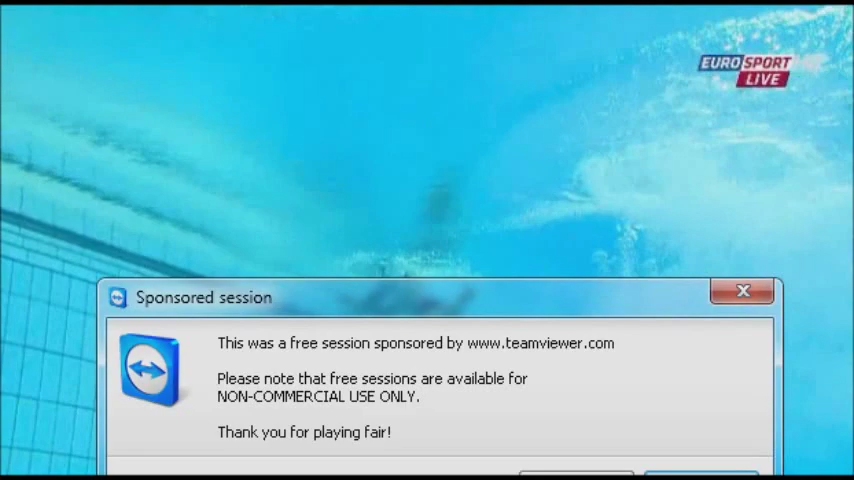 EUROSPORT
LIVE
Sponsored session
This was a free session sponsored by www.teamviewer.com
Please note that free sessions are available for
NON-COMMERCIAL USE ONLY.
Thank you for playing fair!